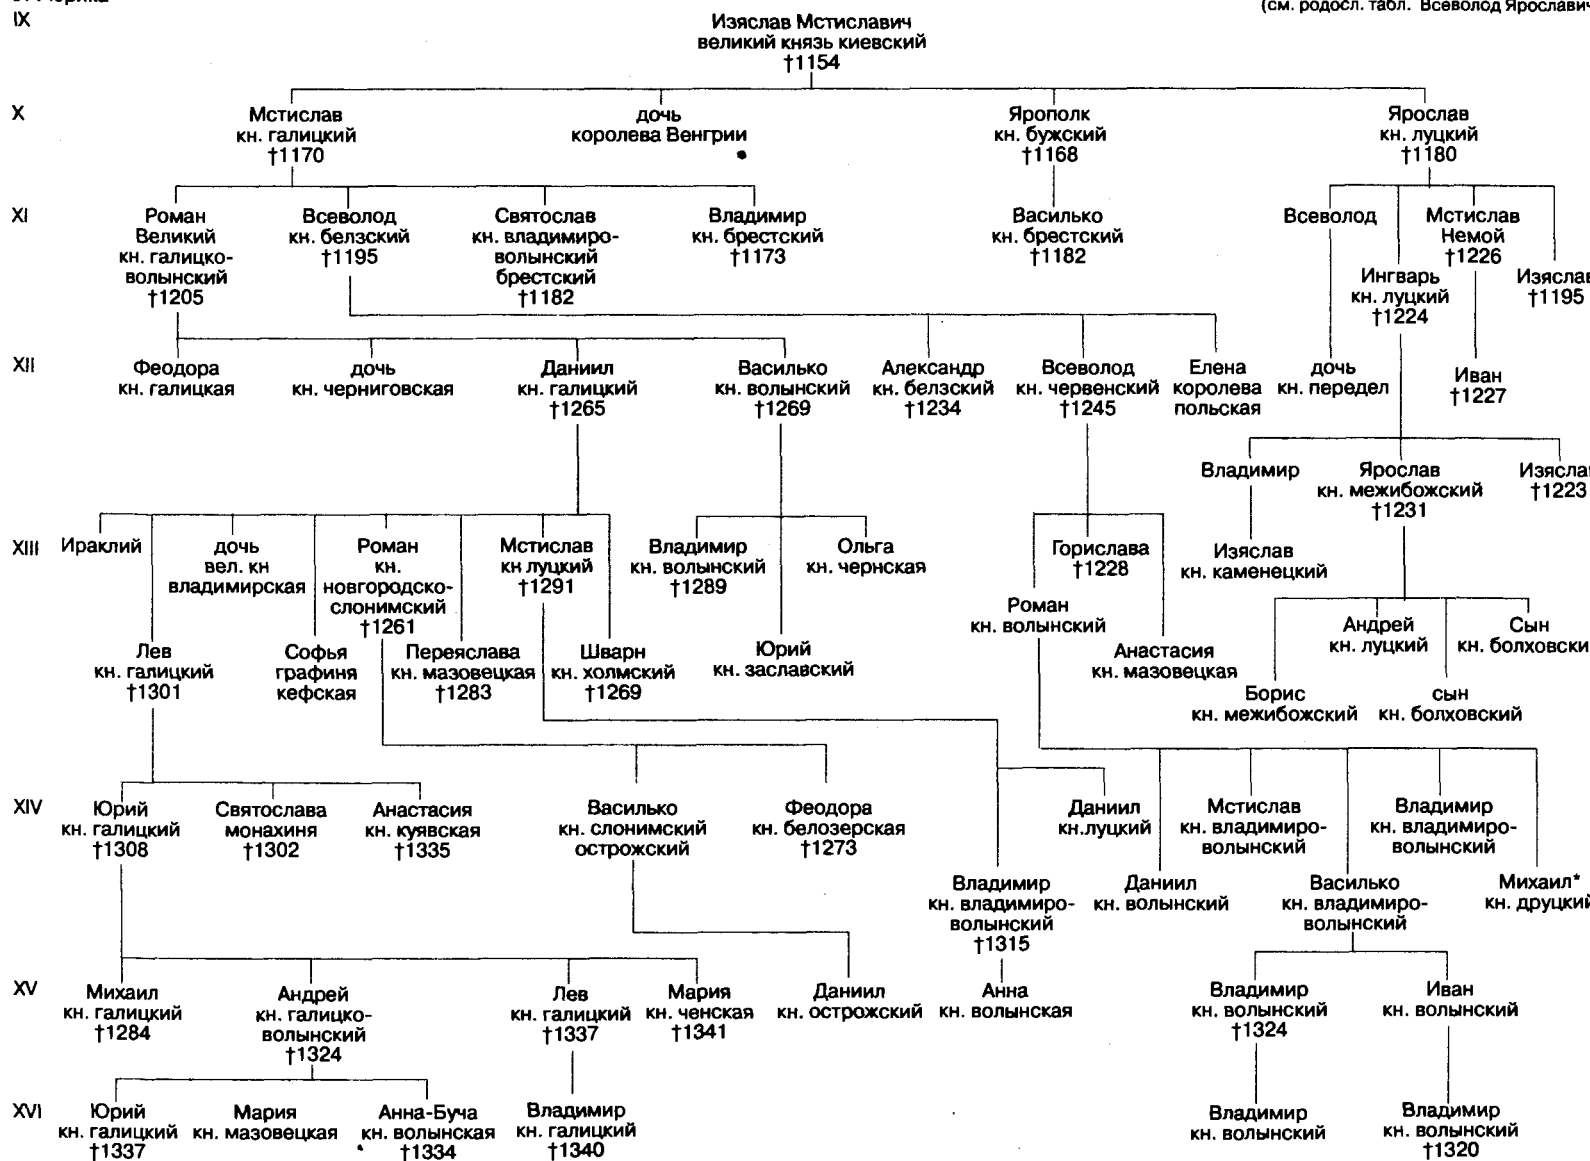 IX
(см. родосл. табл. Всеволод Ярославич
Изяслав Мстиславич
великий князь киевский
†1154
X
Мстислав
кн. галицкий
†1170
дочь
королева Венгрии
Ярополк
кн. бужский
†1168
Ярослав
кн. луцкий
†1180
XI
Роман
Великий
кн. галицко-
волынский
†1205
Всеволод
кн. белзский
†1195
Святослав
кн. владимиро-
волынский
брестский
†1182
Владимир
кн. брестский
†1173
Василько
кн. брестский
†1182
Всеволод
Ингварь
кн. луцкий
†1224
Мстислав
Немой
†1226
Изяслав
†1195
XII
Феодора
кн. галицкая
дочь
кн. черниговская
Даниил
кн. галицкий
†1265
Василько
кн. волынский
†1269
Александр
кн. белзский
†1234
Всеволод
кн. червенский
†1245
Елена
королева
польская
дочь
кн. передел
Иван
†1227
Владимир
Ярослав
кн. межибожский
†1231
Изяслав
†1223
XIII
Ираклий
дочь
вел. кн
владимирская
Роман
кн.
новгородско-
слонимский
†1261
Мстислав
кн луцкий
†1291
Владимир
кн. волынский
†1289
Ольга
кн. чернская
Горислава
†1228
Изяслав
кн. каменецкий
Роман
кн. волынский
Лев
кн. галицкий
†1301
Софья
графиня
кефская
Переяслава
кн. мазовецкая
†1283
Шварн
кн. холмский
†1269
Юрий
кн. заславский
Анастасия
кн. мазовецкая
Андрей
кн. луцкий
Сын
кн. болховски
Борис
кн. межибожский
сын
кн. болховский
XIV
Юрий
кн. галицкий
†1308
Святослава
монахиня
†1302
Анастасия
кн. куявская
†1335
Василько
кн. слонимский
острожский
Феодора
кн. белозерская
†1273
Даниил
кн.луцкий
Мстислав
кн. владимиро-
волынский
Владимир
кн. владимиро-
волынский
Владимир
кн. владимиро-
волынский
†1315
Даниил
кн. волынский
Василько
кн. владимиро-
волынский
Михаил*
кн. друцкий
XV
Михаил
кн. галицкий
†1284
Андрей
кн. галицко-
волынский
†1324
Лев
кн. галицкий
†1337
Мария
кн. ченская
†1341
Даниил
кн. острожский
Анна
кн. волынская
Владимир
кн. волынский
†1324
Иван
кн. волынский
XVI
Юрий
кн. галицкий
†1337
Мария
кн. мазовецкая
Анна-Буча
кн. волынская
†1334
Владимир
кн. галицкий
†1340
Владимир
кн. волынский
Владимир
кн. волынский
†1320